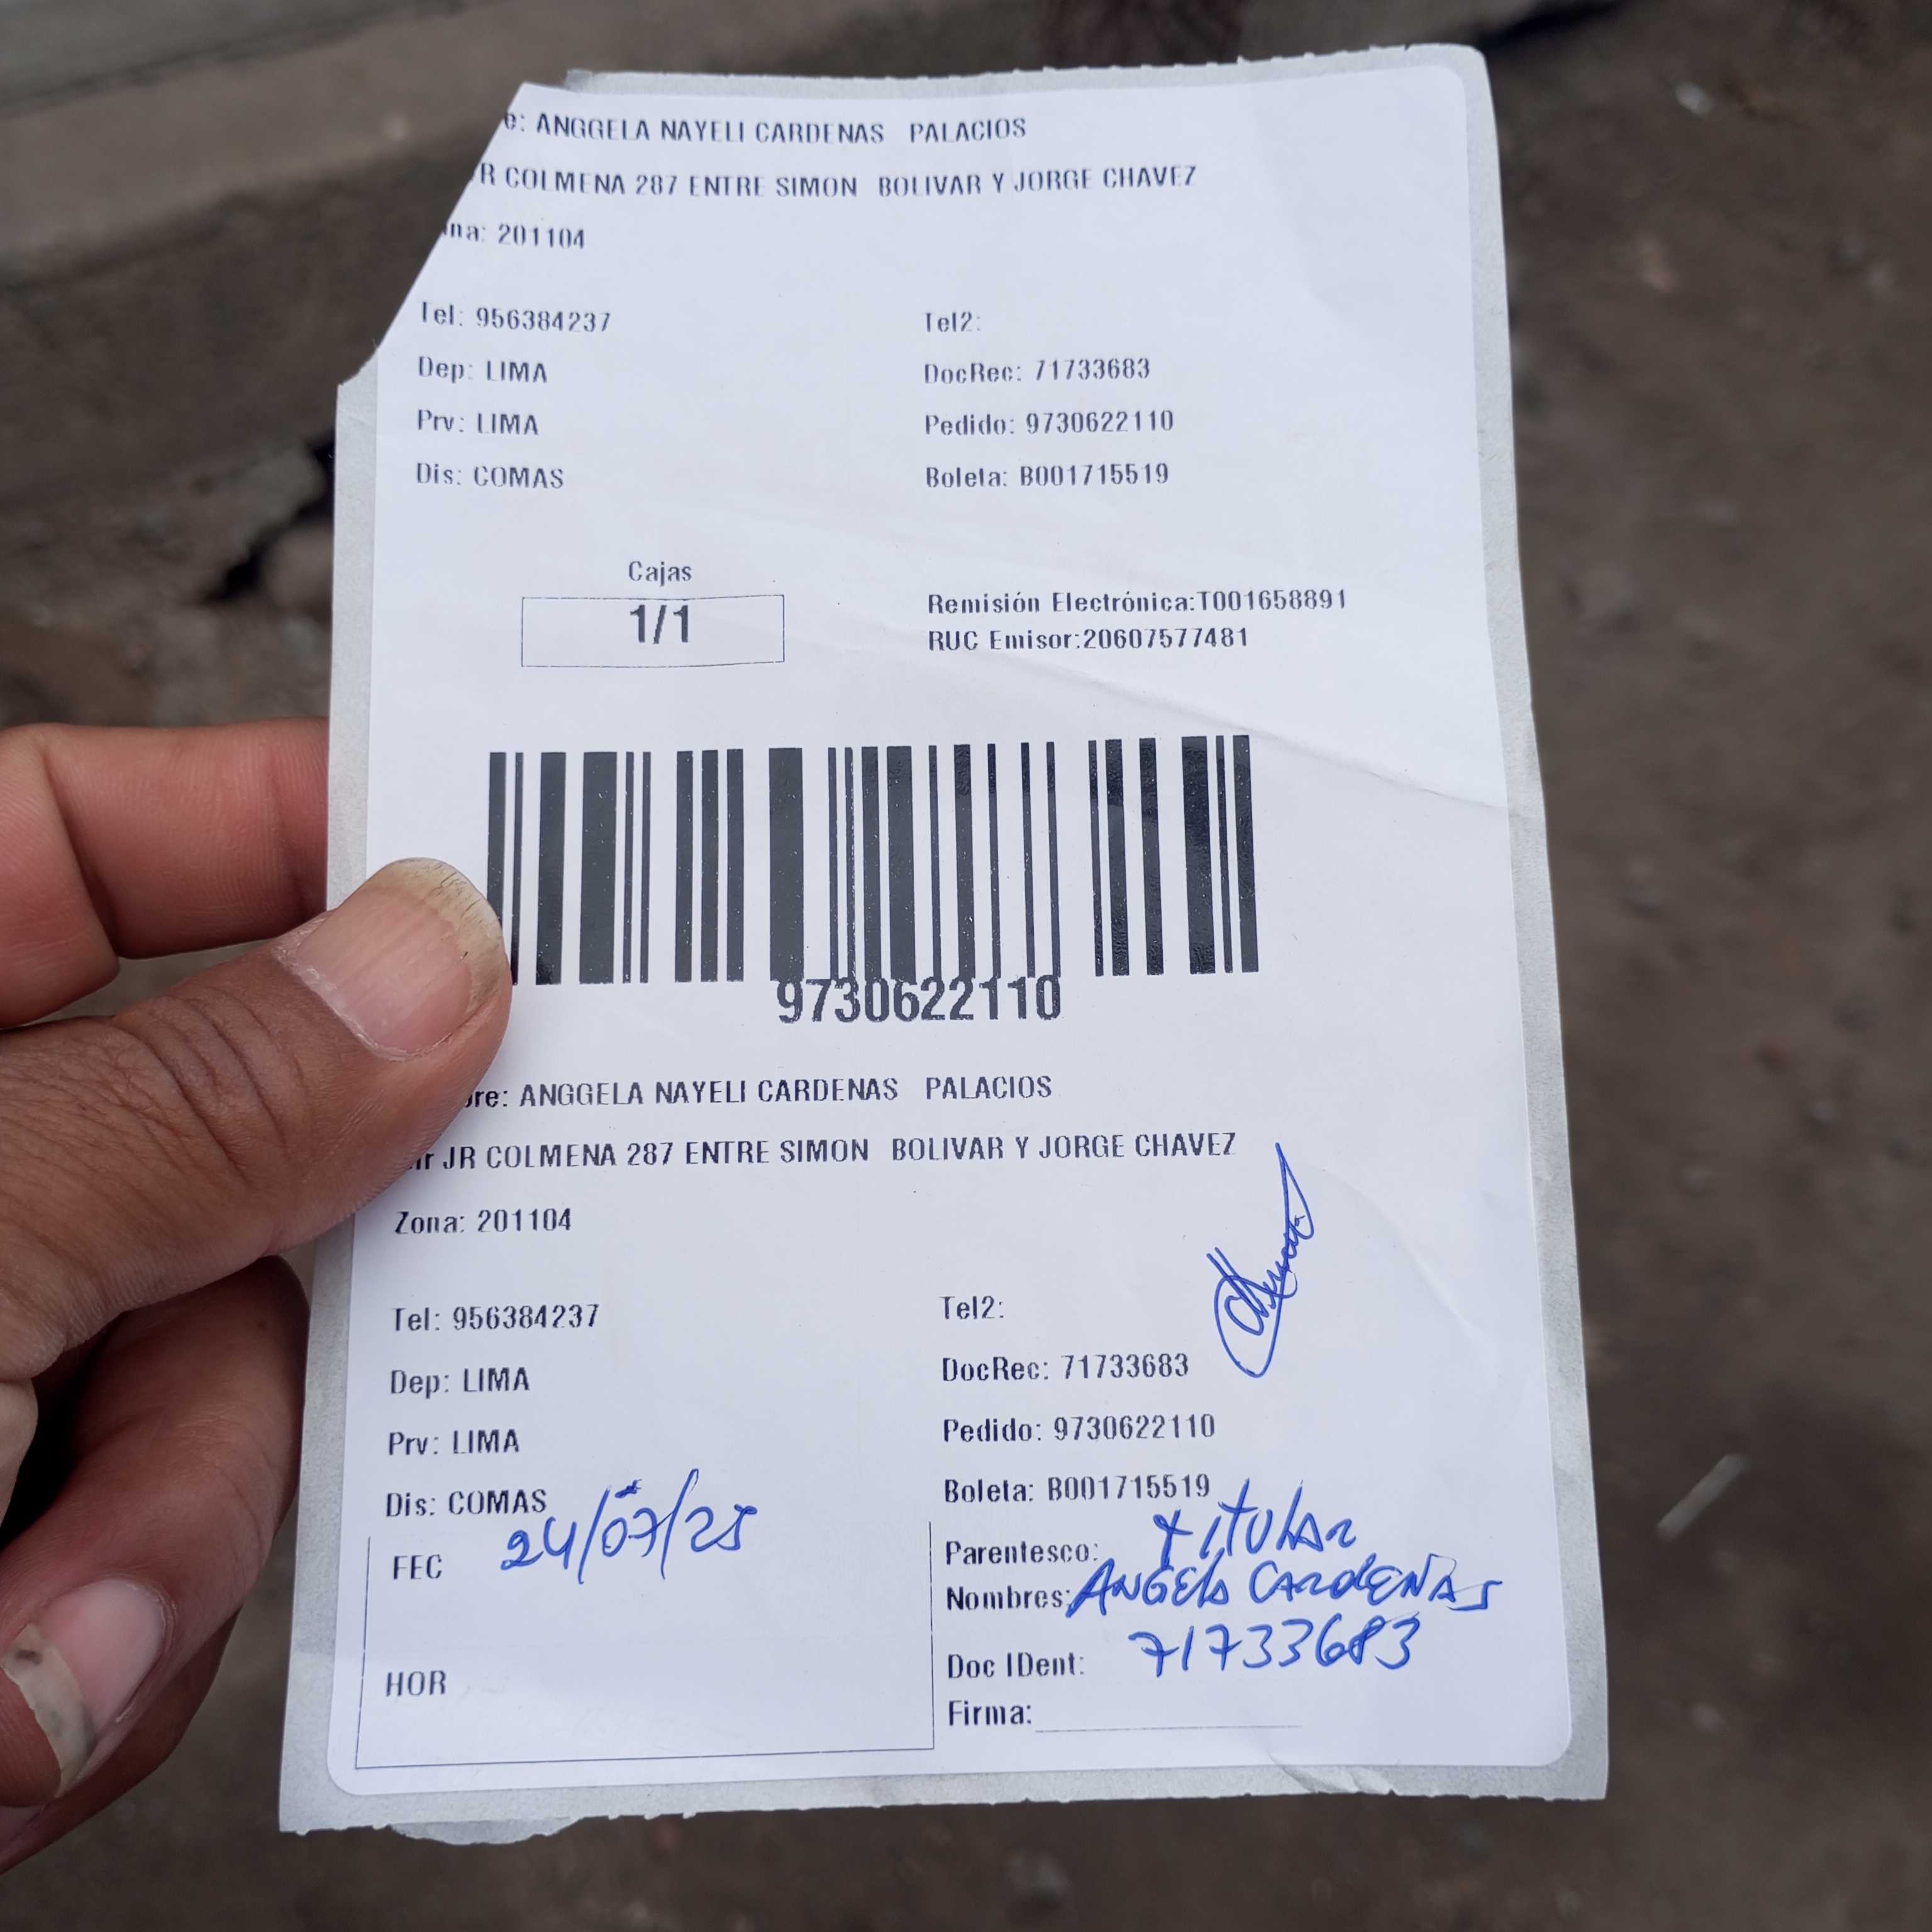 e: ANGGELA NAYELI CARDENAS PALACIOS
R COLMENA 287 ENTRE SIMON BOLIVAR Y JORGE CHAVEZ
na: 201104
Tel: 956384237 Tel2:
Dep: LIMA DocRec: 71733683
Prv: LIMA Pedido: 9730622110
Dis: COMAS Boleta: B001715519
Cajas
1/1
Remisión Electrónica:T001658891
RUC Emisor:20607577481
9730622110
re: ANGGELA NAYELI CARDENAS PALACIOS
ir JR COLMENA 287 ENTRE SIMON BOLIVAR Y JORGE CHAVEZ
Zona: 201104
Tel: 956384237 Tel2:
Dep: LIMA DocRec: 71733683
Prv: LIMA Pedido: 9730622110
Dis: COMAS Boleta: B001715519
FEC 24/07/25
HOR
Parentesco: titular
Nombres: ANGELA CARDENAS
Doc IDent: 71733683
Firma: